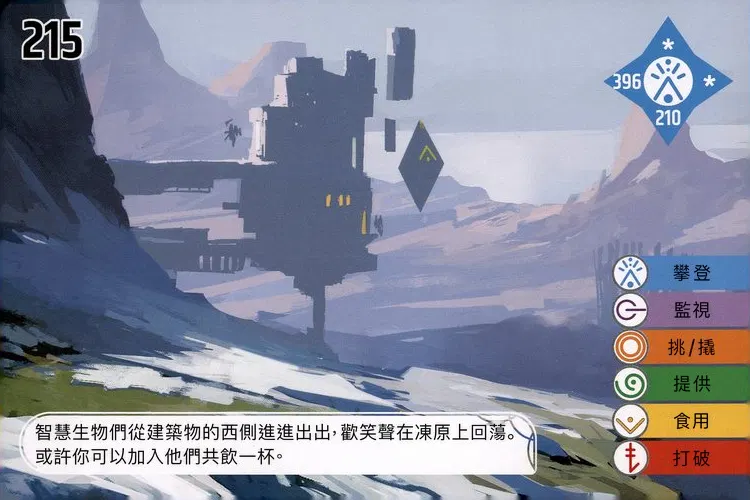 215
*
396
*
210
攀登
監視
挑/撬
提供
食用
打破
智慧生物們從建築物的西側進進出出，歡笑聲在凍原上回蕩。
或許你可以加入他們共飲一杯。